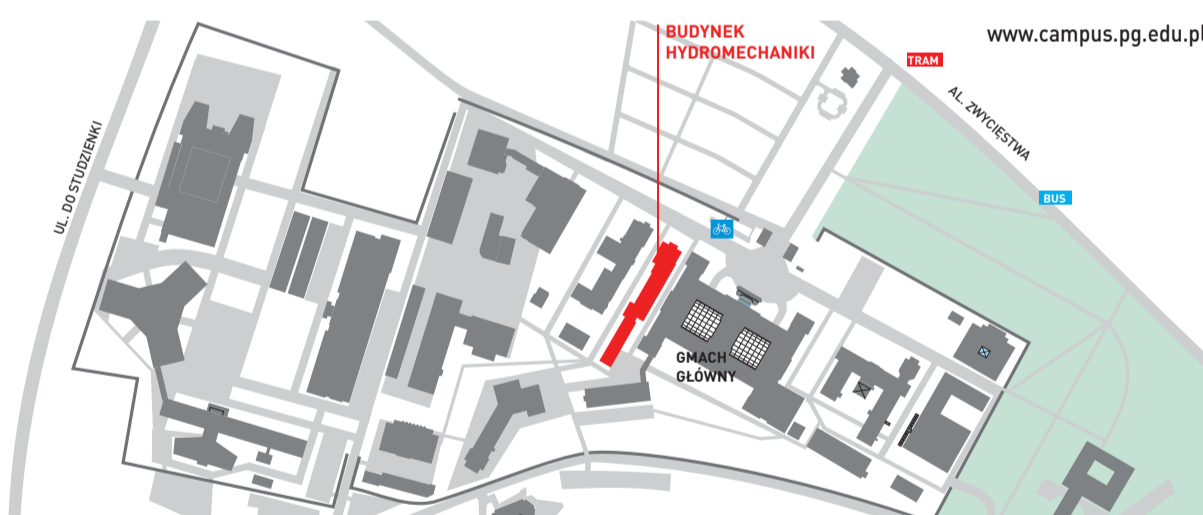 BUDYNEK
HYDROMECHANIKI
www.campus.pg.edu.pl
TRAM
AL. ZWYCIĘSTWA
UL. DO STUDZIENKI
BUS
GMACH
GŁÓWNY